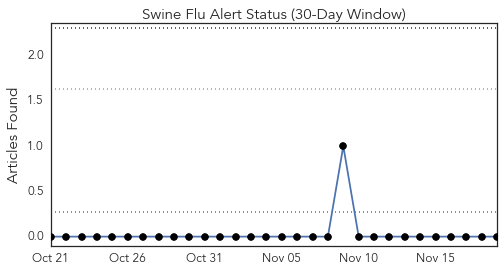 Swine Flu Alert Status (30-Day Window)
Articles Found
2.0
1.5
1.0
0.5
0.0
Oct 21 Oct 26 Oct 31 Nov 05 Nov 10 Nov 15